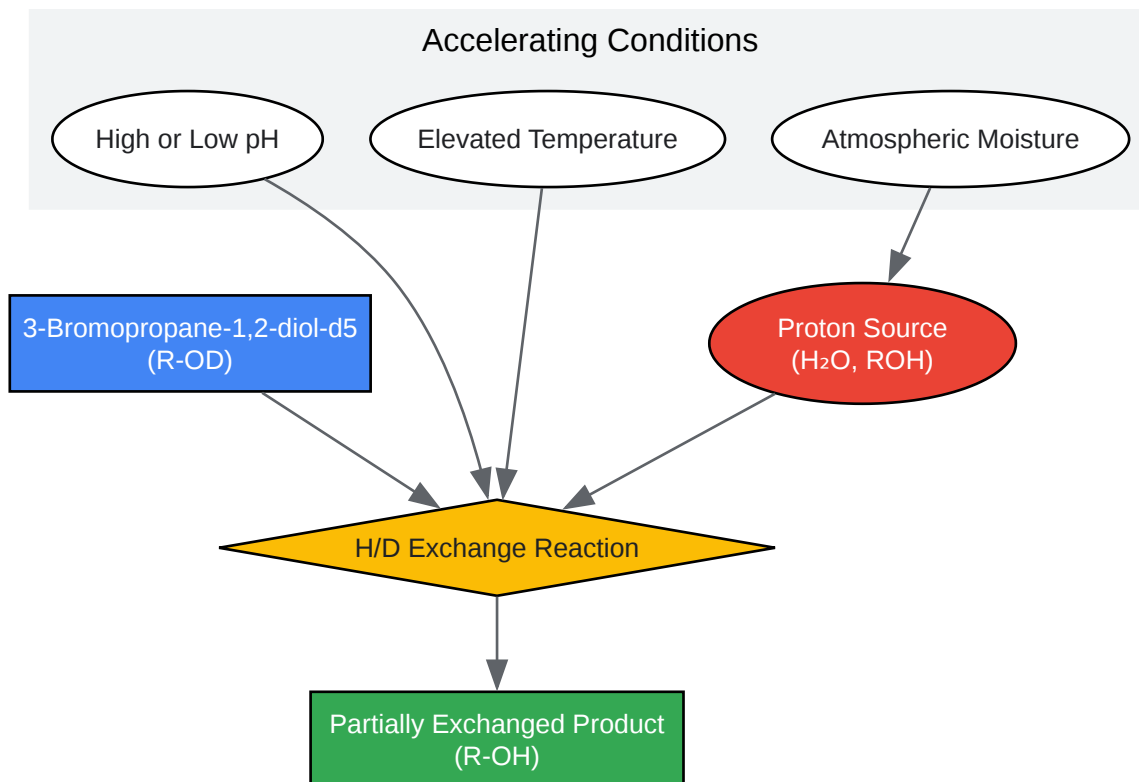 Accelerating Conditions
High or Low pH
Elevated Temperature
Atmospheric Moisture
3-Bromopropane-1,2-diol-d5
(R-OD)
Proton Source
(H₂O, ROH)
H/D Exchange Reaction
Partially Exchanged Product
(R-OH)